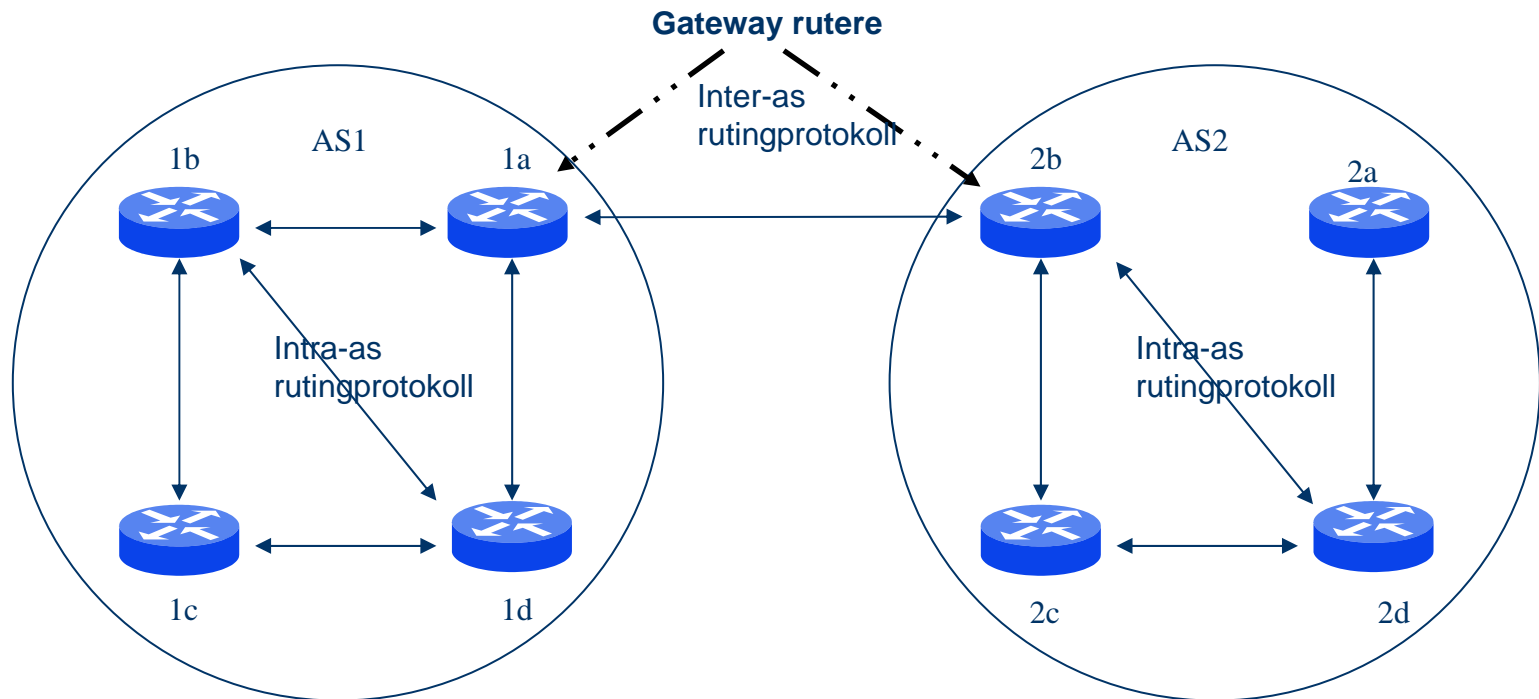 Gateway rutere
Inter-as
rutingprotokoll
AS1
AS2
1b
1a
2b
2a
Intra-as
rutingprotokoll
Intra-as
rutingprotokoll
1c
1d
2c
2d